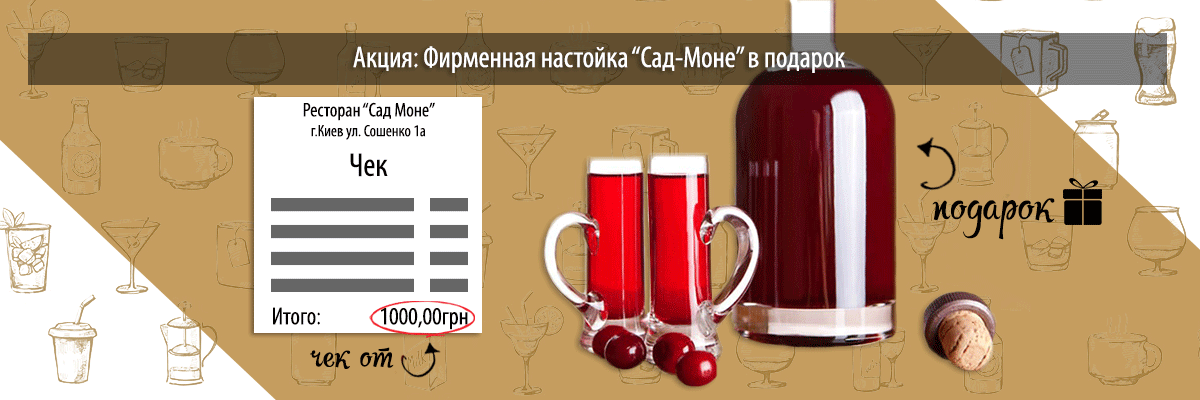 Акция: Фирменная настойка “Сад-Моне” в подарок
Ресторан “Сад Моне”
г.Киев ул. Сошенко 1а
Чек
Итого: 1000,00грн
чек от
подарок